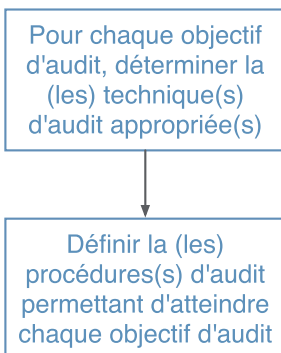 Pour chaque objectif
d'audit, déterminer la
(les) technique(s)
d'audit appropriée(s)
Définir la (les)
procédures(s) d'audit
permettant d'atteindre
chaque objectif d'audit